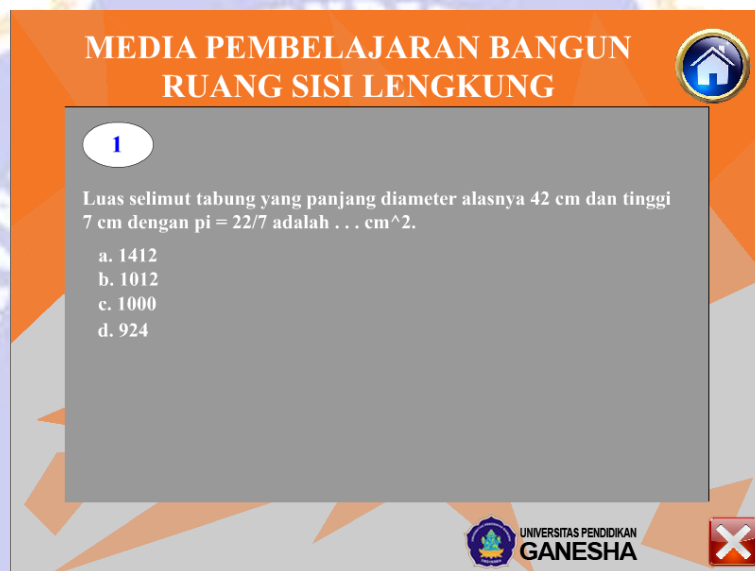 MEDIA PEMBELAJARAN BANGUN
RUANG SISI LENGKUNG
1
Luas selimut tabung yang panjang diameter alasnya 42 cm dan tinggi
7 cm dengan pi = 22/7 adalah . . . cm^2.
a. 1412
b. 1012
c. 1000
d. 924
UNIVERSITAS PENDIDIKAN
GANESHA